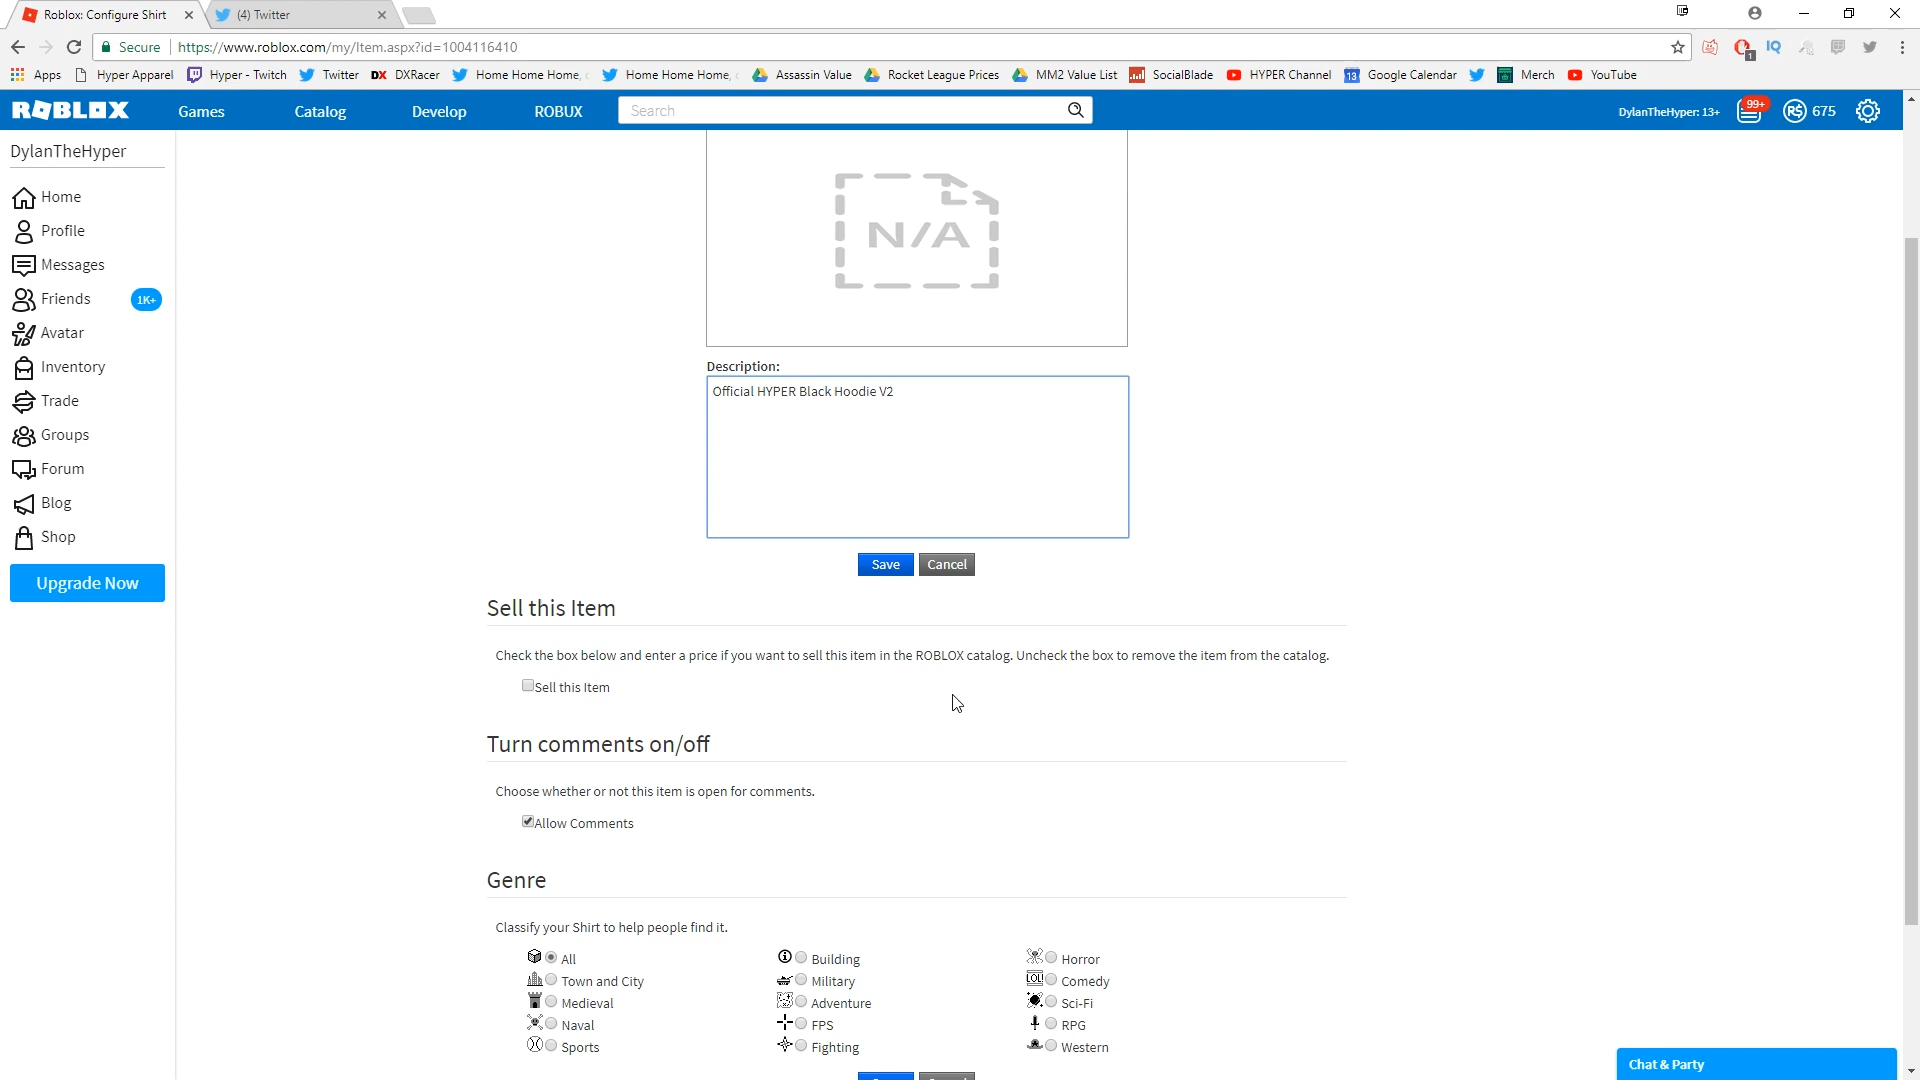 Roblox: Configure Shirt
(4) Twitter
Secure https://www.roblox.com/my/Item.aspx?id=1004116410
1
IQ
Apps Hyper Apparel Hyper - Twitch Twitter DX DXRacer Home Home Home, Home Home Home, Assassin Value Rocket League Prices MM2 Value List SocialBlade HYPER Channel 13 Google Calendar Merch YouTube
ROBLOX Games Catalog Develop ROBUX Search DylanTheHyper: 13+ 99+ R$ 675
DylanTheHyper
Home
Profile
Messages
Friends 1K+
Avatar
Inventory
Trade
Groups
Forum
Blog
Shop
Upgrade Now
N/A
Description:
Official HYPER Black Hoodie V2
Save Cancel
Sell this Item
Check the box below and enter a price if you want to sell this item in the ROBLOX catalog. Uncheck the box to remove the item from the catalog.
Sell this Item
Turn comments on/off
Choose whether or not this item is open for comments.
Allow Comments
Genre
Classify your Shirt to help people find it.
All Building Horror
Town and City Military LOL Comedy
Medieval Adventure Sci-Fi
Naval FPS RPG
Sports Fighting Western
Chat & Party